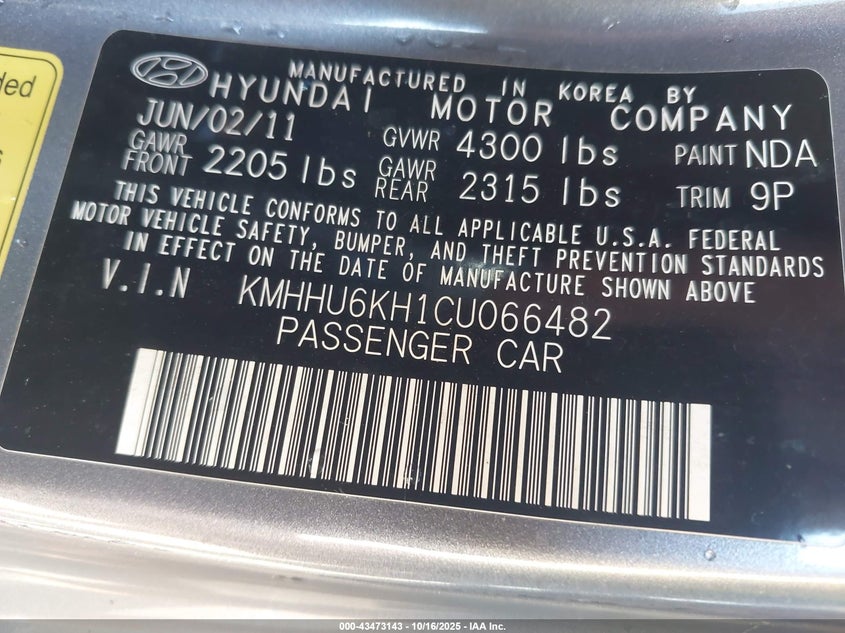 ded
MANUFACTURED IN KOREA BY
HYUNDAI MOTOR COMPANY
JUN/02/11 GVWR 4300 lbs PAINT NDA
GAWR FRONT 2205 lbs GAWR REAR 2315 lbs TRIM 9P
THIS VEHICLE CONFORMS TO ALL APPLICABLE U.S.A. FEDERAL
MOTOR VEHICLE SAFETY, BUMPER, AND THEFT PREVENTION STANDARDS
IN EFFECT ON THE DATE OF MANUFACTURE SHOWN ABOVE
V.I.N KMHHU6KH1CU066482
PASSENGER CAR
000-43473143 - 10/16/2025 - IAA Inc.